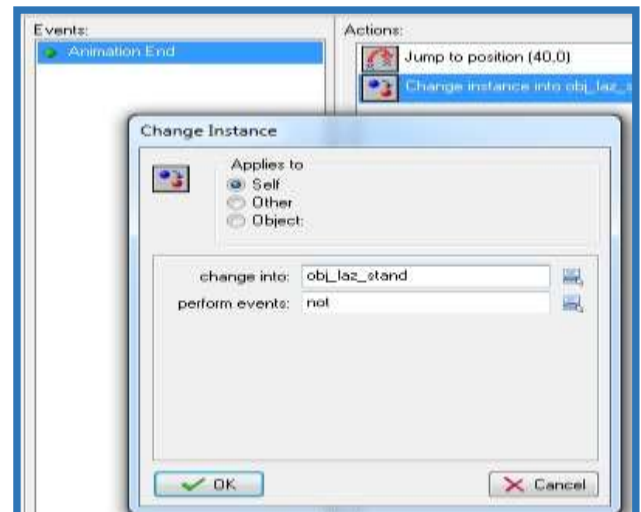 Events:
Actions:
Animation End
Jump to position (40,0)
Change instance into obj_laz_s
Change Instance
Applies to
Self
Other
Object:
change into: obj_laz_stand
perform events: not
OK
Cancel